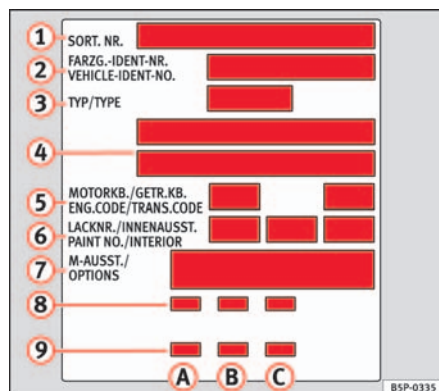 1 SORT. NR.
2 FARZG.-IDENT-NR.
VEHICLE-IDENT-NO.
3 TYP/TYPE
4
5 MOTORKB./GETR.KB.
ENG.CODE/TRANS.CODE
6 LACKNR./INNENAUSST.
PAINT NO./INTERIOR
7 M-AUSST./
OPTIONS
8
9
A B C
B5P-0335